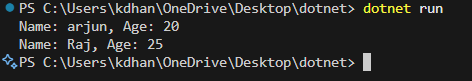 PS C:\Users\kdhan\OneDrive\Desktop\dotnet> dotnet run
Name: arjun, Age: 20
Name: Raj, Age: 25
PS C:\Users\kdhan\OneDrive\Desktop\dotnet>